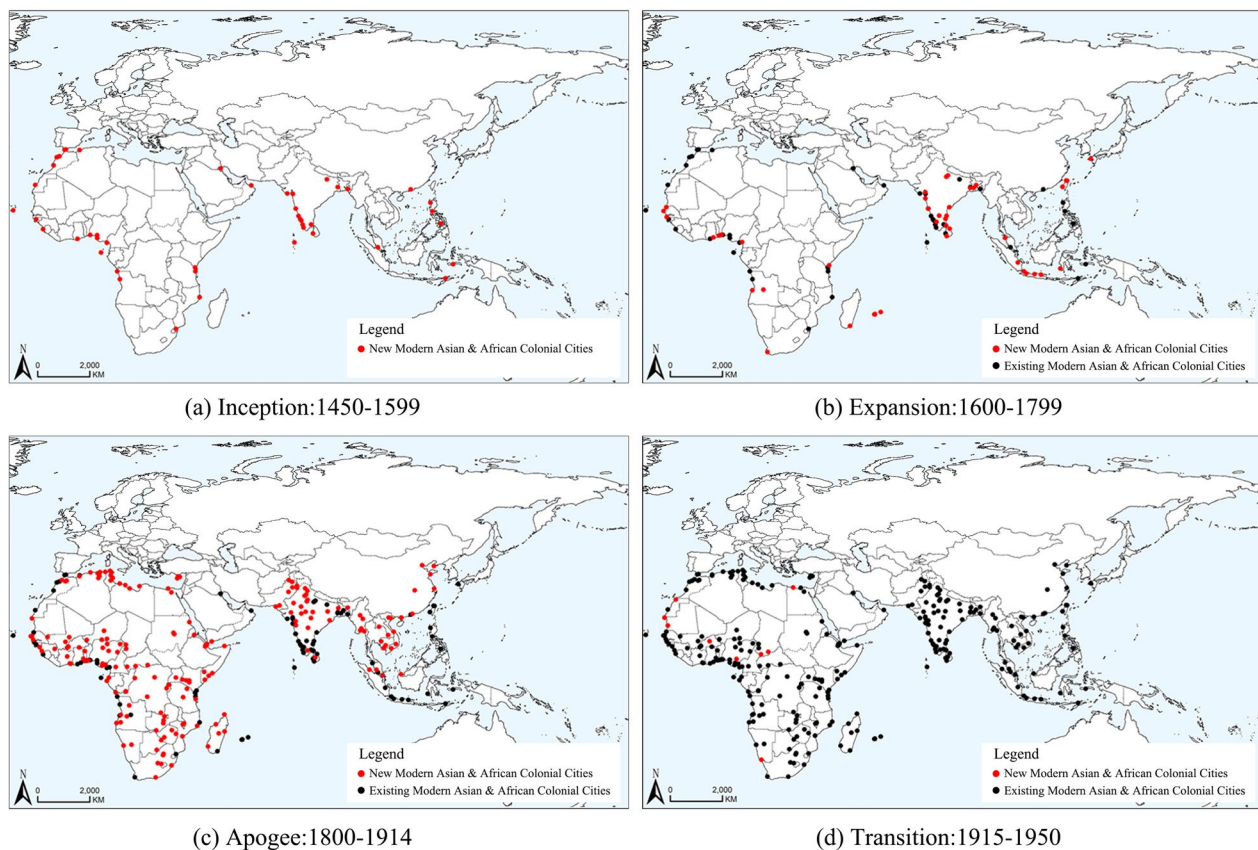 N
0 2,000
KM
Legend
New Modern Asian & African Colonial Cities
(a) Inception:1450-1599
N
0 2,000
KM
Legend
New Modern Asian & African Colonial Cities
Existing Modern Asian & African Colonial Cities
(b) Expansion:1600-1799
N
0 2,000
KM
Legend
New Modern Asian & African Colonial Cities
Existing Modern Asian & African Colonial Cities
(c) Apogee:1800-1914
N
0 2,000
KM
Legend
New Modern Asian & African Colonial Cities
Existing Modern Asian & African Colonial Cities
(d) Transition:1915-1950